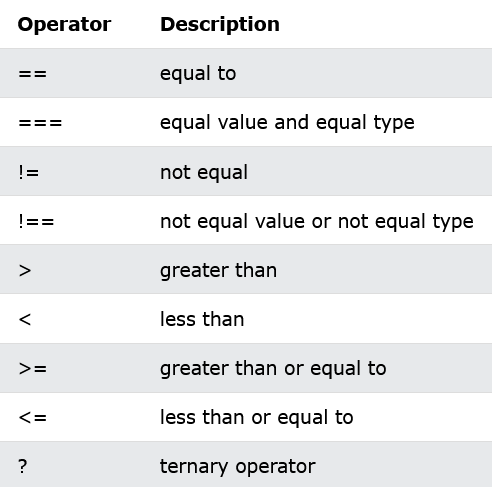 Operator Description
== equal to
=== equal value and equal type
!= not equal
!== not equal value or not equal type
> greater than
< less than
>= greater than or equal to
<= less than or equal to
? ternary operator